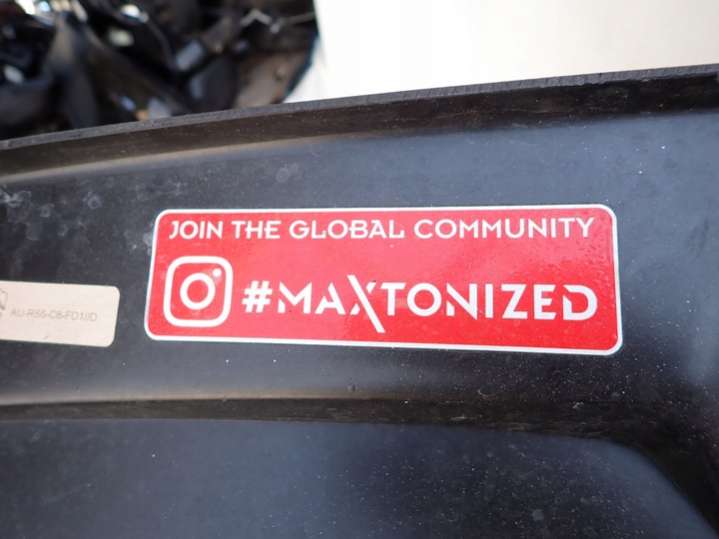 JOIN THE GLOBAL COMMUNITY
#MAXTONIZED